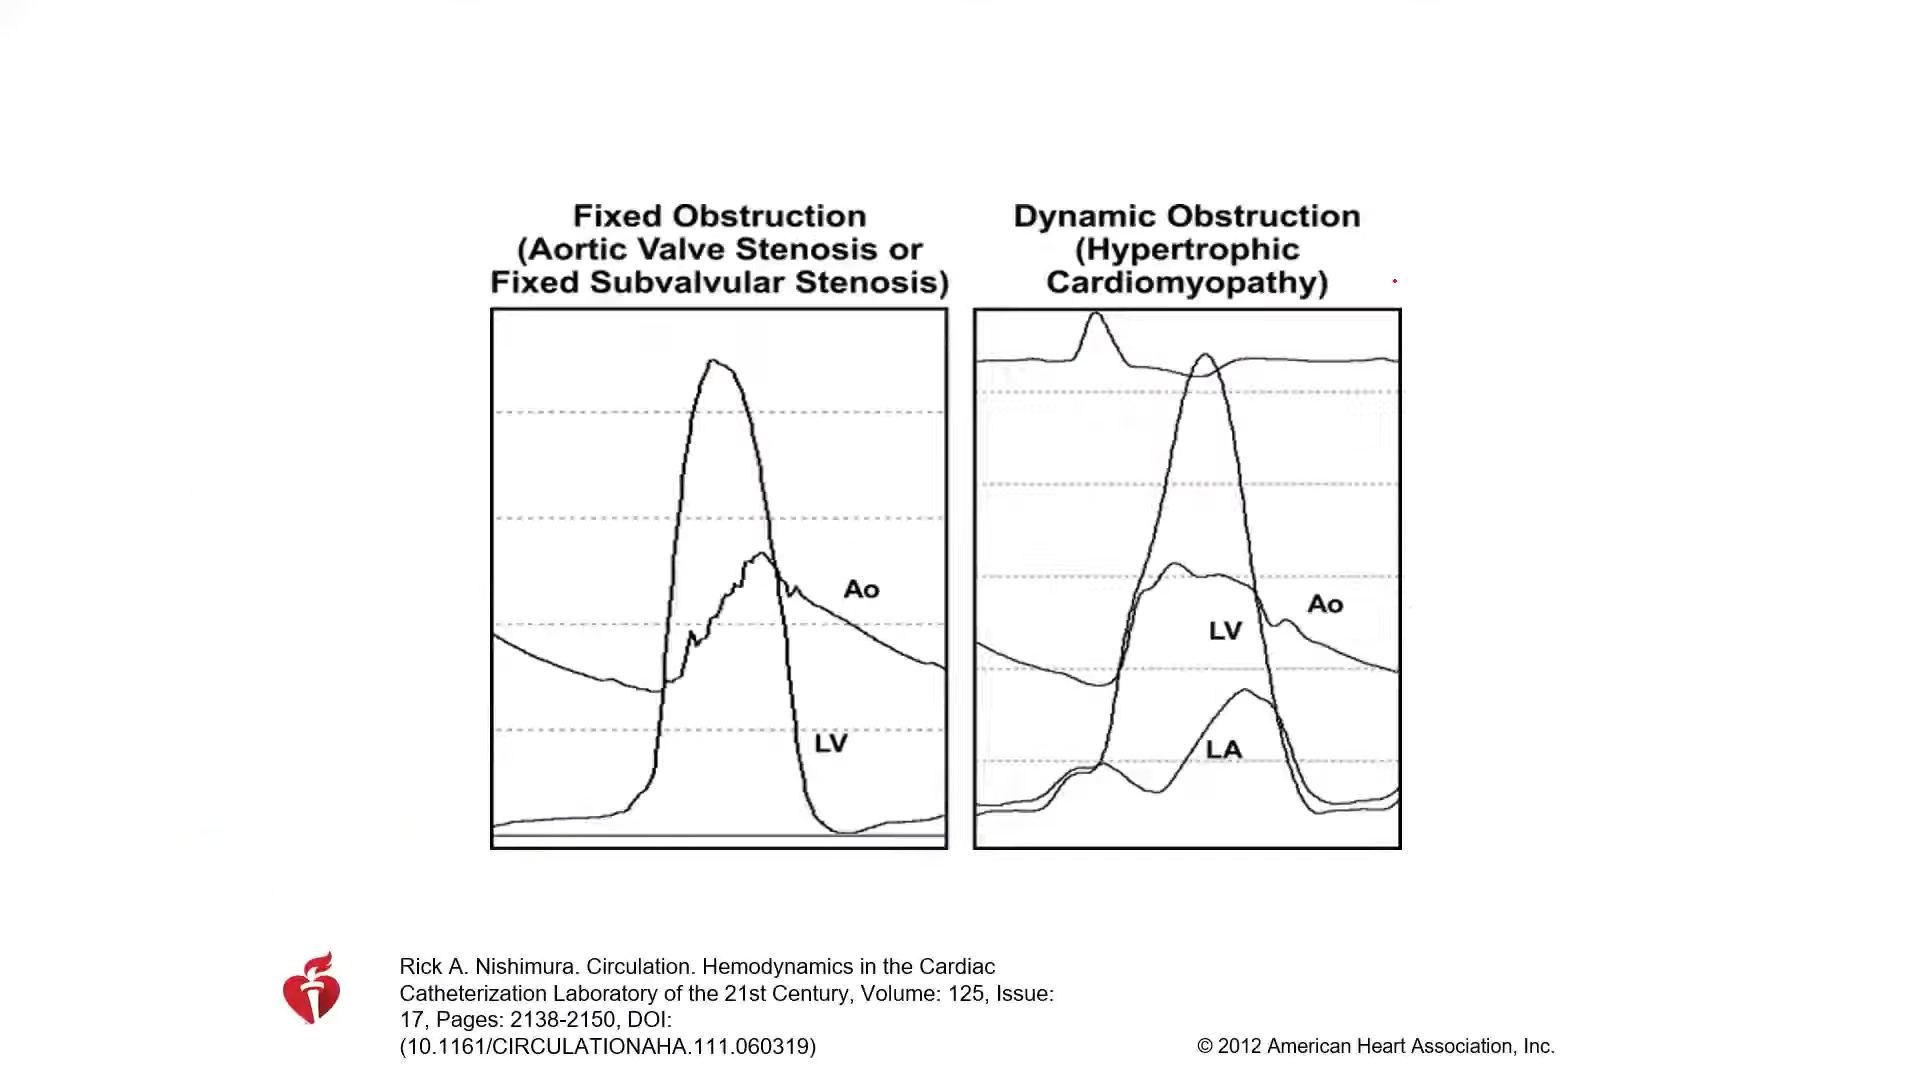 Fixed Obstruction
(Aortic Valve Stenosis or
Fixed Subvalvular Stenosis)
Dynamic Obstruction
(Hypertrophic
Cardiomyopathy)
Ao
LV
Ao
LV
LA
Rick A. Nishimura. Circulation. Hemodynamics in the Cardiac
Catheterization Laboratory of the 21st Century, Volume: 125, Issue:
17, Pages: 2138-2150, DOI:
(10.1161/CIRCULATIONAHA.111.060319)
© 2012 American Heart Association, Inc.